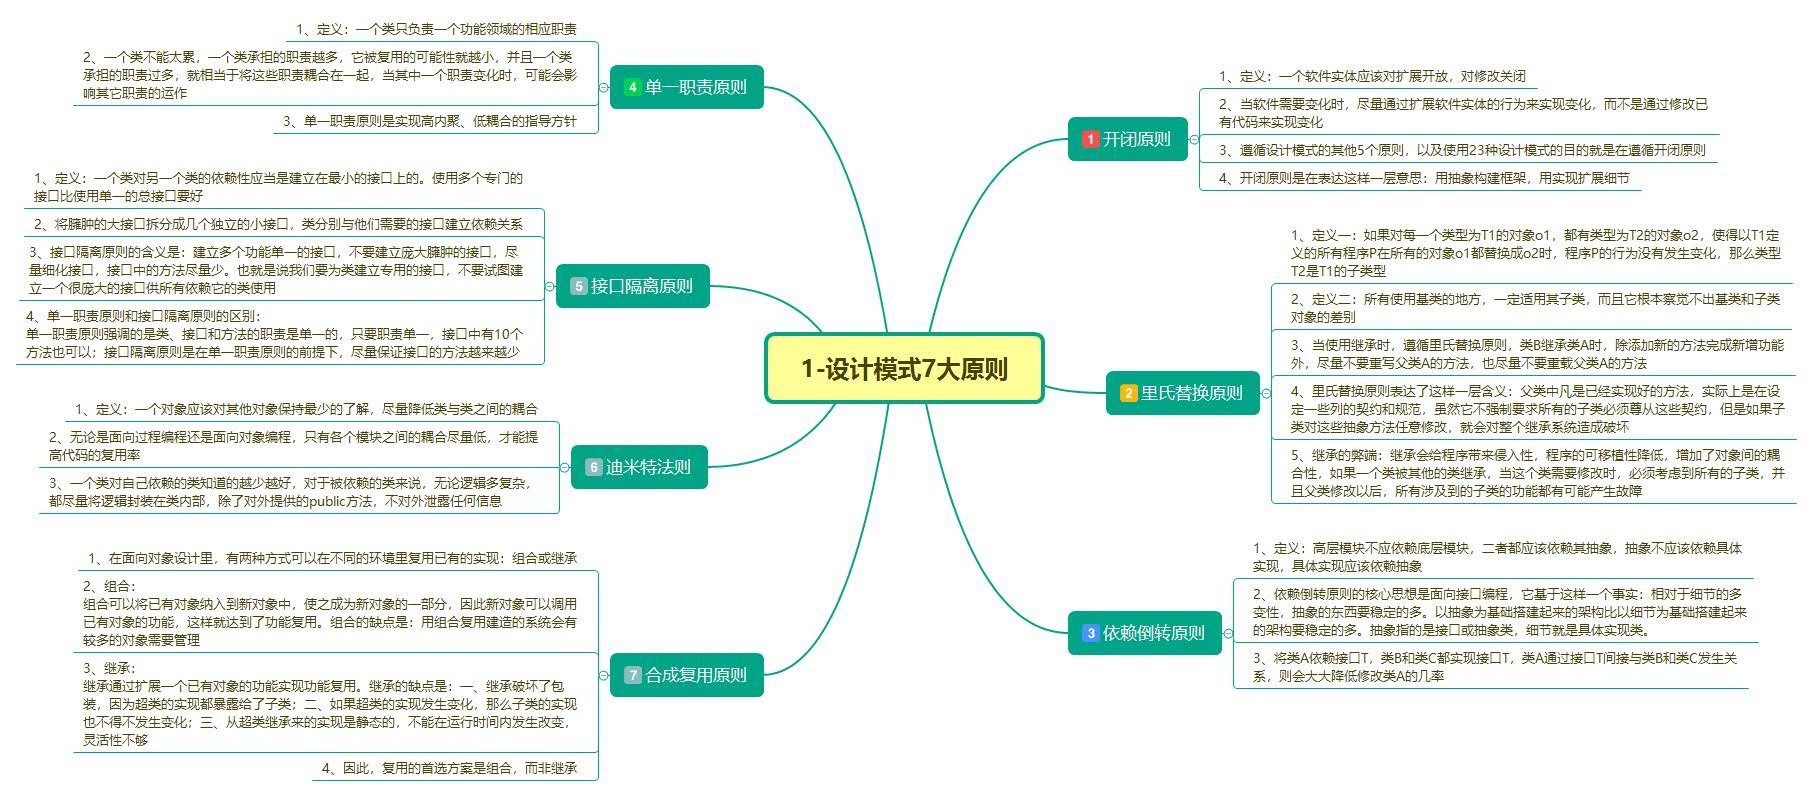 1-设计模式7大原则
1 开闭原则
1、定义：一个软件实体应该对扩展开放，对修改关闭
2、当软件需要变化时，尽量通过扩展软件实体的行为来实现变化，而不是通过修改已
有代码来实现变化
3、遵循设计模式的其他5个原则，以及使用23种设计模式的目的就是在遵循开闭原则
4、开闭原则是在表达这样一层意思：用抽象构建框架，用实现扩展细节
2 里氏替换原则
1、定义一：如果对每一个类型为T1的对象o1，都有类型为T2的对象o2，使得以T1定
义的所有程序P在所有的对象o1都替换成o2时，程序P的行为没有发生变化，那么类型
T2是T1的子类型
2、定义二：所有使用基类的地方，一定适用其子类，而且它根本察觉不出基类和子类
对象的差别
3、当使用继承时，遵循里氏替换原则，类B继承类A时，除添加新的方法完成新增功能
外，尽量不要重写父类A的方法，也尽量不要重载父类A的方法
4、里氏替换原则表达了这样一层含义：父类中凡是已经实现好的方法，实际上是在设
定一些列的契约和规范，虽然它不强制要求所有的子类必须尊从这些契约，但是如果子
类对这些抽象方法任意修改，就会对整个继承系统造成破坏
5、继承的弊端：继承会给程序带来侵入性，程序的可移植性降低，增加了对象间的耦
合性，如果一个类被其他的类继承，当这个类需要修改时，必须考虑到所有的子类，并
且父类修改以后，所有涉及到的子类的功能都有可能产生故障
3 依赖倒转原则
1、定义：高层模块不应依赖底层模块，二者都应该依赖其抽象，抽象不应该依赖具体
实现，具体实现应该依赖抽象
2、依赖倒转原则的核心思想是面向接口编程，它基于这样一个事实：相对于细节的多
变性，抽象的东西要稳定的多。以抽象为基础搭建起来的架构比以细节为基础搭建起来
的架构要稳定的多。抽象指的是接口或抽象类，细节就是具体实现类。
3、将类A依赖接口T，类B和类C都实现接口T，类A通过接口T间接与类B和类C发生关
系，则会大大降低修改类A的几率
4 单一职责原则
1、定义：一个类只负责一个功能领域的相应职责
2、一个类不能太累，一个类承担的职责越多，它被复用的可能性就越小，并且一个类
承担的职责过多，就相当于将这些职责耦合在一起，当其中一个职责变化时，可能会影
响其它职责的运作
3、单一职责原则是实现高内聚、低耦合的指导方针
5 接口隔离原则
1、定义：一个类对另一个类的依赖性应当是建立在最小的接口上的。使用多个专门的
接口比使用单一的总接口要好
2、将臃肿的大接口拆分成几个独立的小接口，类分别与他们需要的接口建立依赖关系
3、接口隔离原则的含义是：建立多个功能单一的接口，不要建立庞大臃肿的接口，尽
量细化接口，接口中的方法尽量少。也就是说我们要为类建立专用的接口，不要试图建
立一个很庞大的接口供所有依赖它的类使用
4、单一职责原则和接口隔离原则的区别：
单一职责原则强调的是类、接口和方法的职责是单一的，只要职责单一，接口中有10个
方法也可以；接口隔离原则是在单一职责原则的前提下，尽量保证接口的方法越来越少
6 迪米特法则
1、定义：一个对象应该对其他对象保持最少的了解，尽量降低类与类之间的耦合
2、无论是面向过程编程还是面向对象编程，只有各个模块之间的耦合尽量低，才能提
高代码的复用率
3、一个类对自己依赖的类知道的越少越好，对于被依赖的类来说，无论逻辑多复杂，
都尽量将逻辑封装在类内部，除了对外提供的public方法，不对外泄露任何信息
7 合成复用原则
1、在面向对象设计里，有两种方式可以在不同的环境里复用已有的实现：组合或继承
2、组合：
组合可以将已有对象纳入到新对象中，使之成为新对象的一部分，因此新对象可以调用
已有对象的功能，这样就达到了功能复用。组合的缺点是：用组合复用建造的系统会有
较多的对象需要管理
3、继承：
继承通过扩展一个已有对象的功能实现功能复用。继承的缺点是：一、继承破坏了包
装，因为超类的实现都暴露给了子类；二、如果超类的实现发生变化，那么子类的实现
也不得不发生变化；三、从超类继承来的实现是静态的，不能在运行时间内发生改变，
灵活性不够
4、因此，复用的首选方案是组合，而非继承